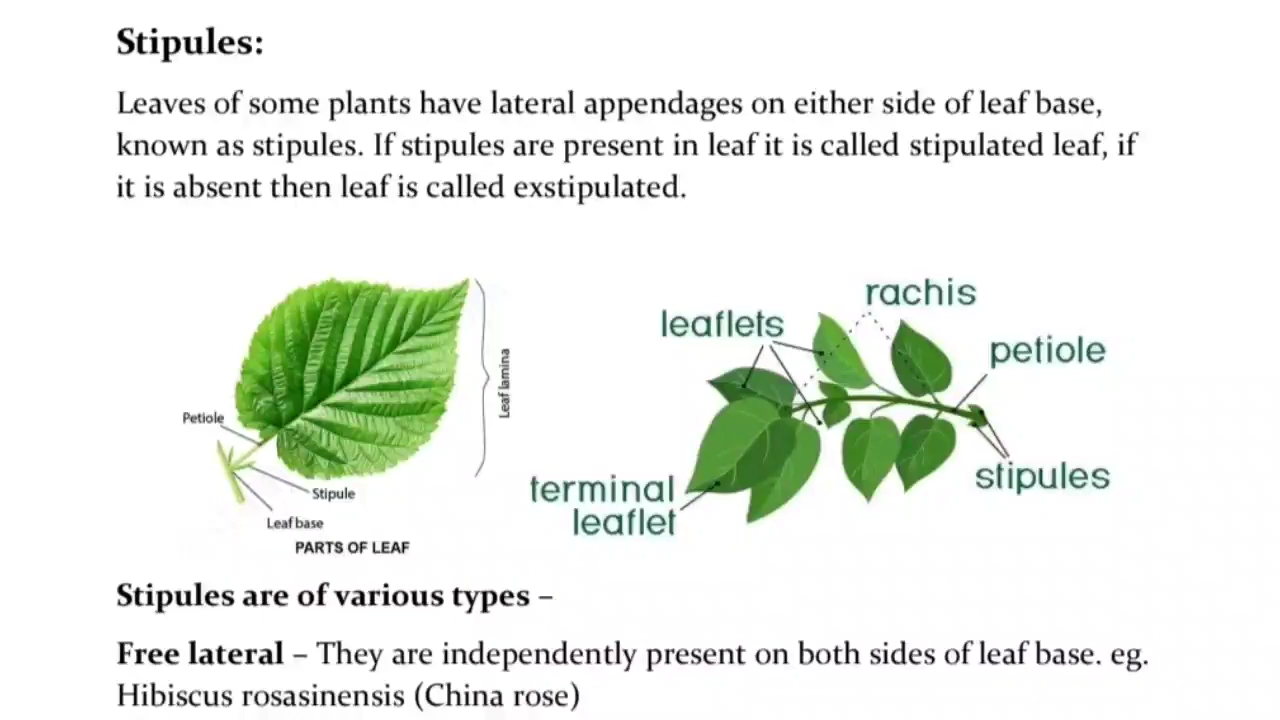 Stipules:
Leaves of some plants have lateral appendages on either side of leaf base,
known as stipules. If stipules are present in leaf it is called stipulated leaf, if
it is absent then leaf is called exstipulated.
rachis
leaflets
petiole
Leaf lamina
Petiole
stipules
terminal
leaflet
Stipule
Leaf base
PARTS OF LEAF
Stipules are of various types –
Free lateral – They are independently present on both sides of leaf base. eg.
Hibiscus rosasinensis (China rose)